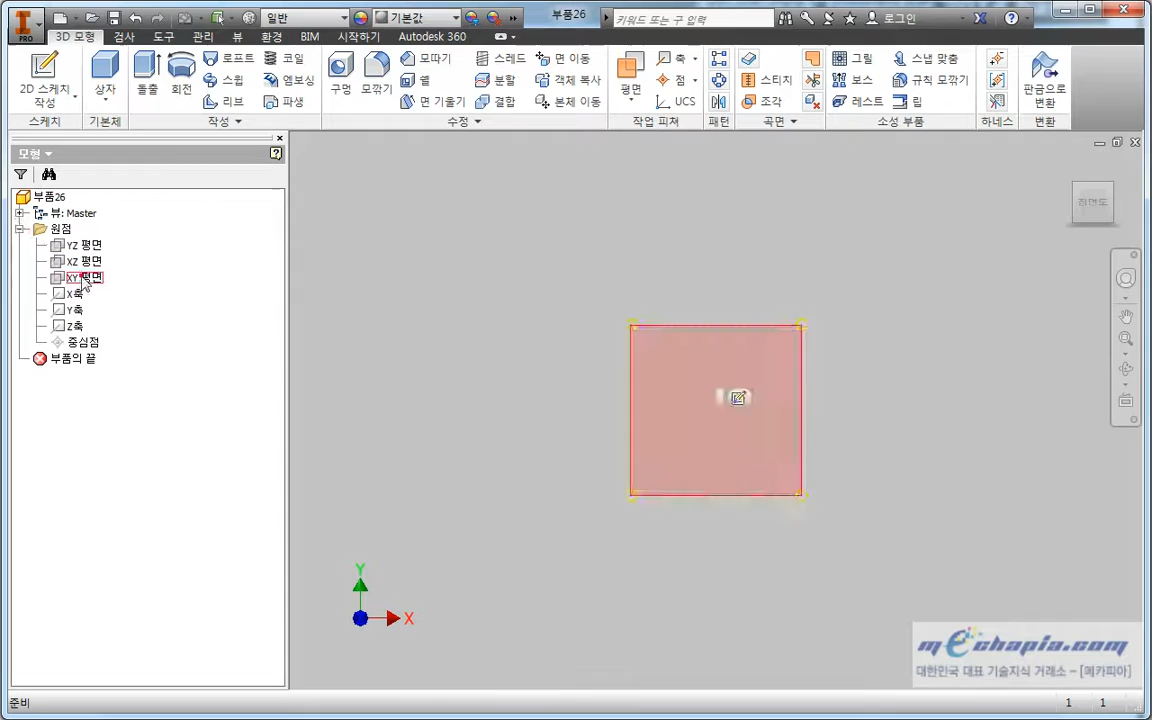 PRO
일반
기본값
부품26
키워드 또는 구 입력
로그인
3D 모형 검사 도구 관리 뷰 환경 BIM 시작하기 Autodesk 360
2D 스케치
작성
상자
돌출
회전
로프트
스윕
리브
코일
엠보싱
파생
구멍
모깎기
모따기
쉘
면 기울기
스레드
분할
결합
면 이동
객체 복사
본체 이동
평면
축
점
UCS
스티치
조각
그릴
보스
레스트
스냅 맞춤
규칙 모깎기
립
판금으로
변환
스케치 기본체 작성 수정 작업 피쳐 패턴 곡면 소성 부품 하네스 변환
모형
부품26
뷰: Master
원점
YZ 평면
XZ 평면
XY 평면
X축
Y축
Z축
중심점
부품의 끝
정면도
Y
X
mEchapia.com
대한민국 대표 기술지식 거래소 – [메카피아]
준비
1 1